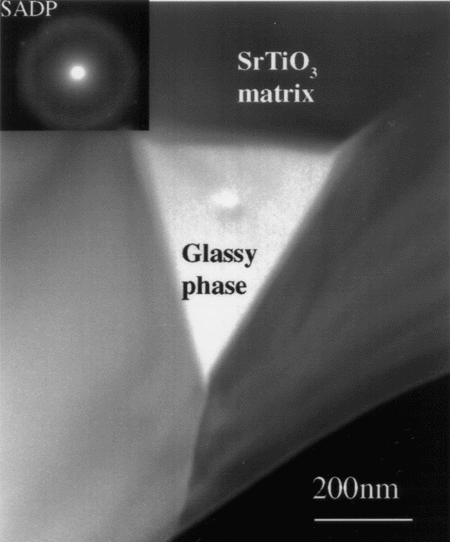 SADP
SrTiO₃
matrix
Glassy
phase
200nm